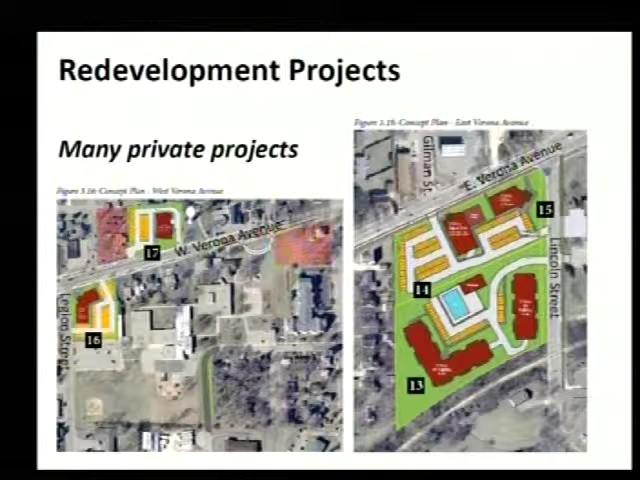 Redevelopment Projects
Many private projects
Figure 3.16: Concept Plan - West Verona Avenue
17
W. Verona Avenue
Legion Street
16
Figure 3.18: Concept Plan - East Verona Avenue
Gilman St.
E. Verona Avenue
15
Lincoln Street
14
13